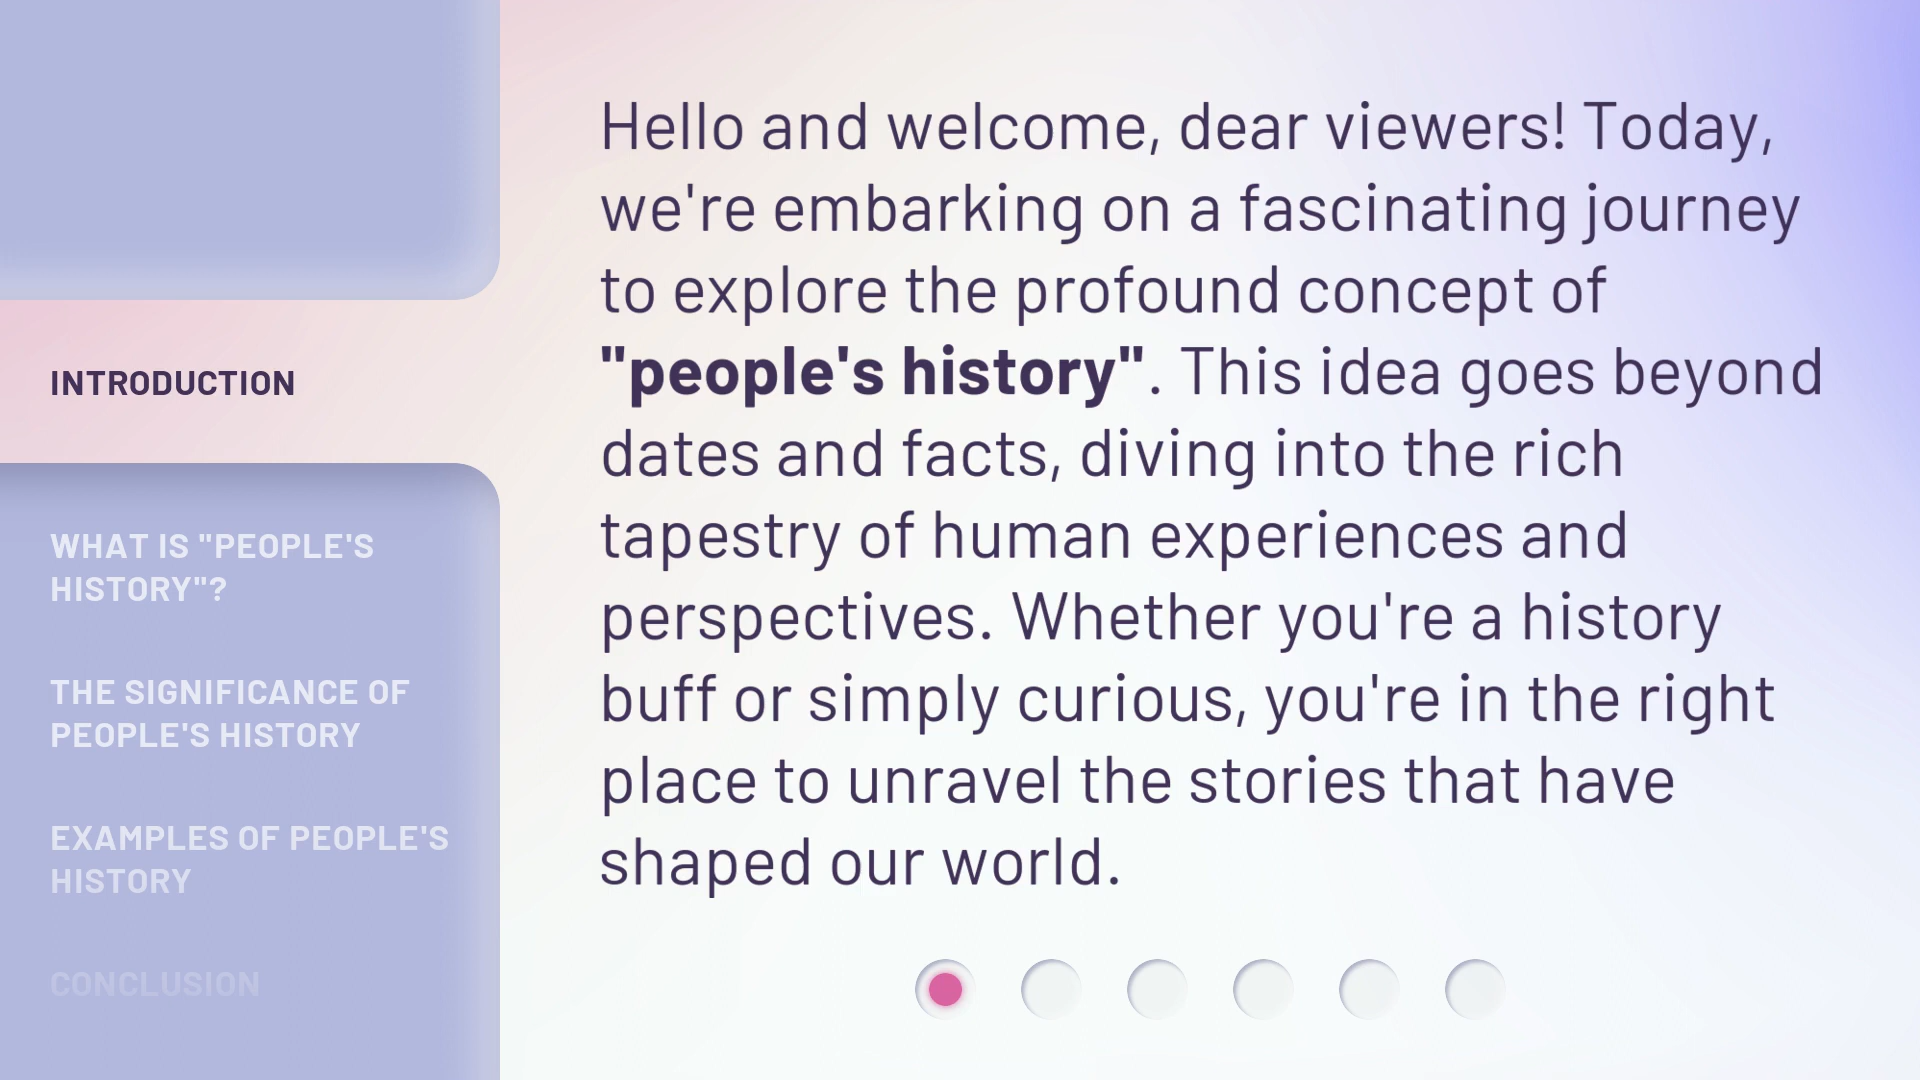 INTRODUCTION
WHAT IS "PEOPLE'S
HISTORY"?
THE SIGNIFICANCE OF
PEOPLE'S HISTORY
EXAMPLES OF PEOPLE'S
HISTORY
CONCLUSION
Hello and welcome, dear viewers! Today,
we're embarking on a fascinating journey
to explore the profound concept of
"people's history". This idea goes beyond
dates and facts, diving into the rich
tapestry of human experiences and
perspectives. Whether you're a history
buff or simply curious, you're in the right
place to unravel the stories that have
shaped our world.